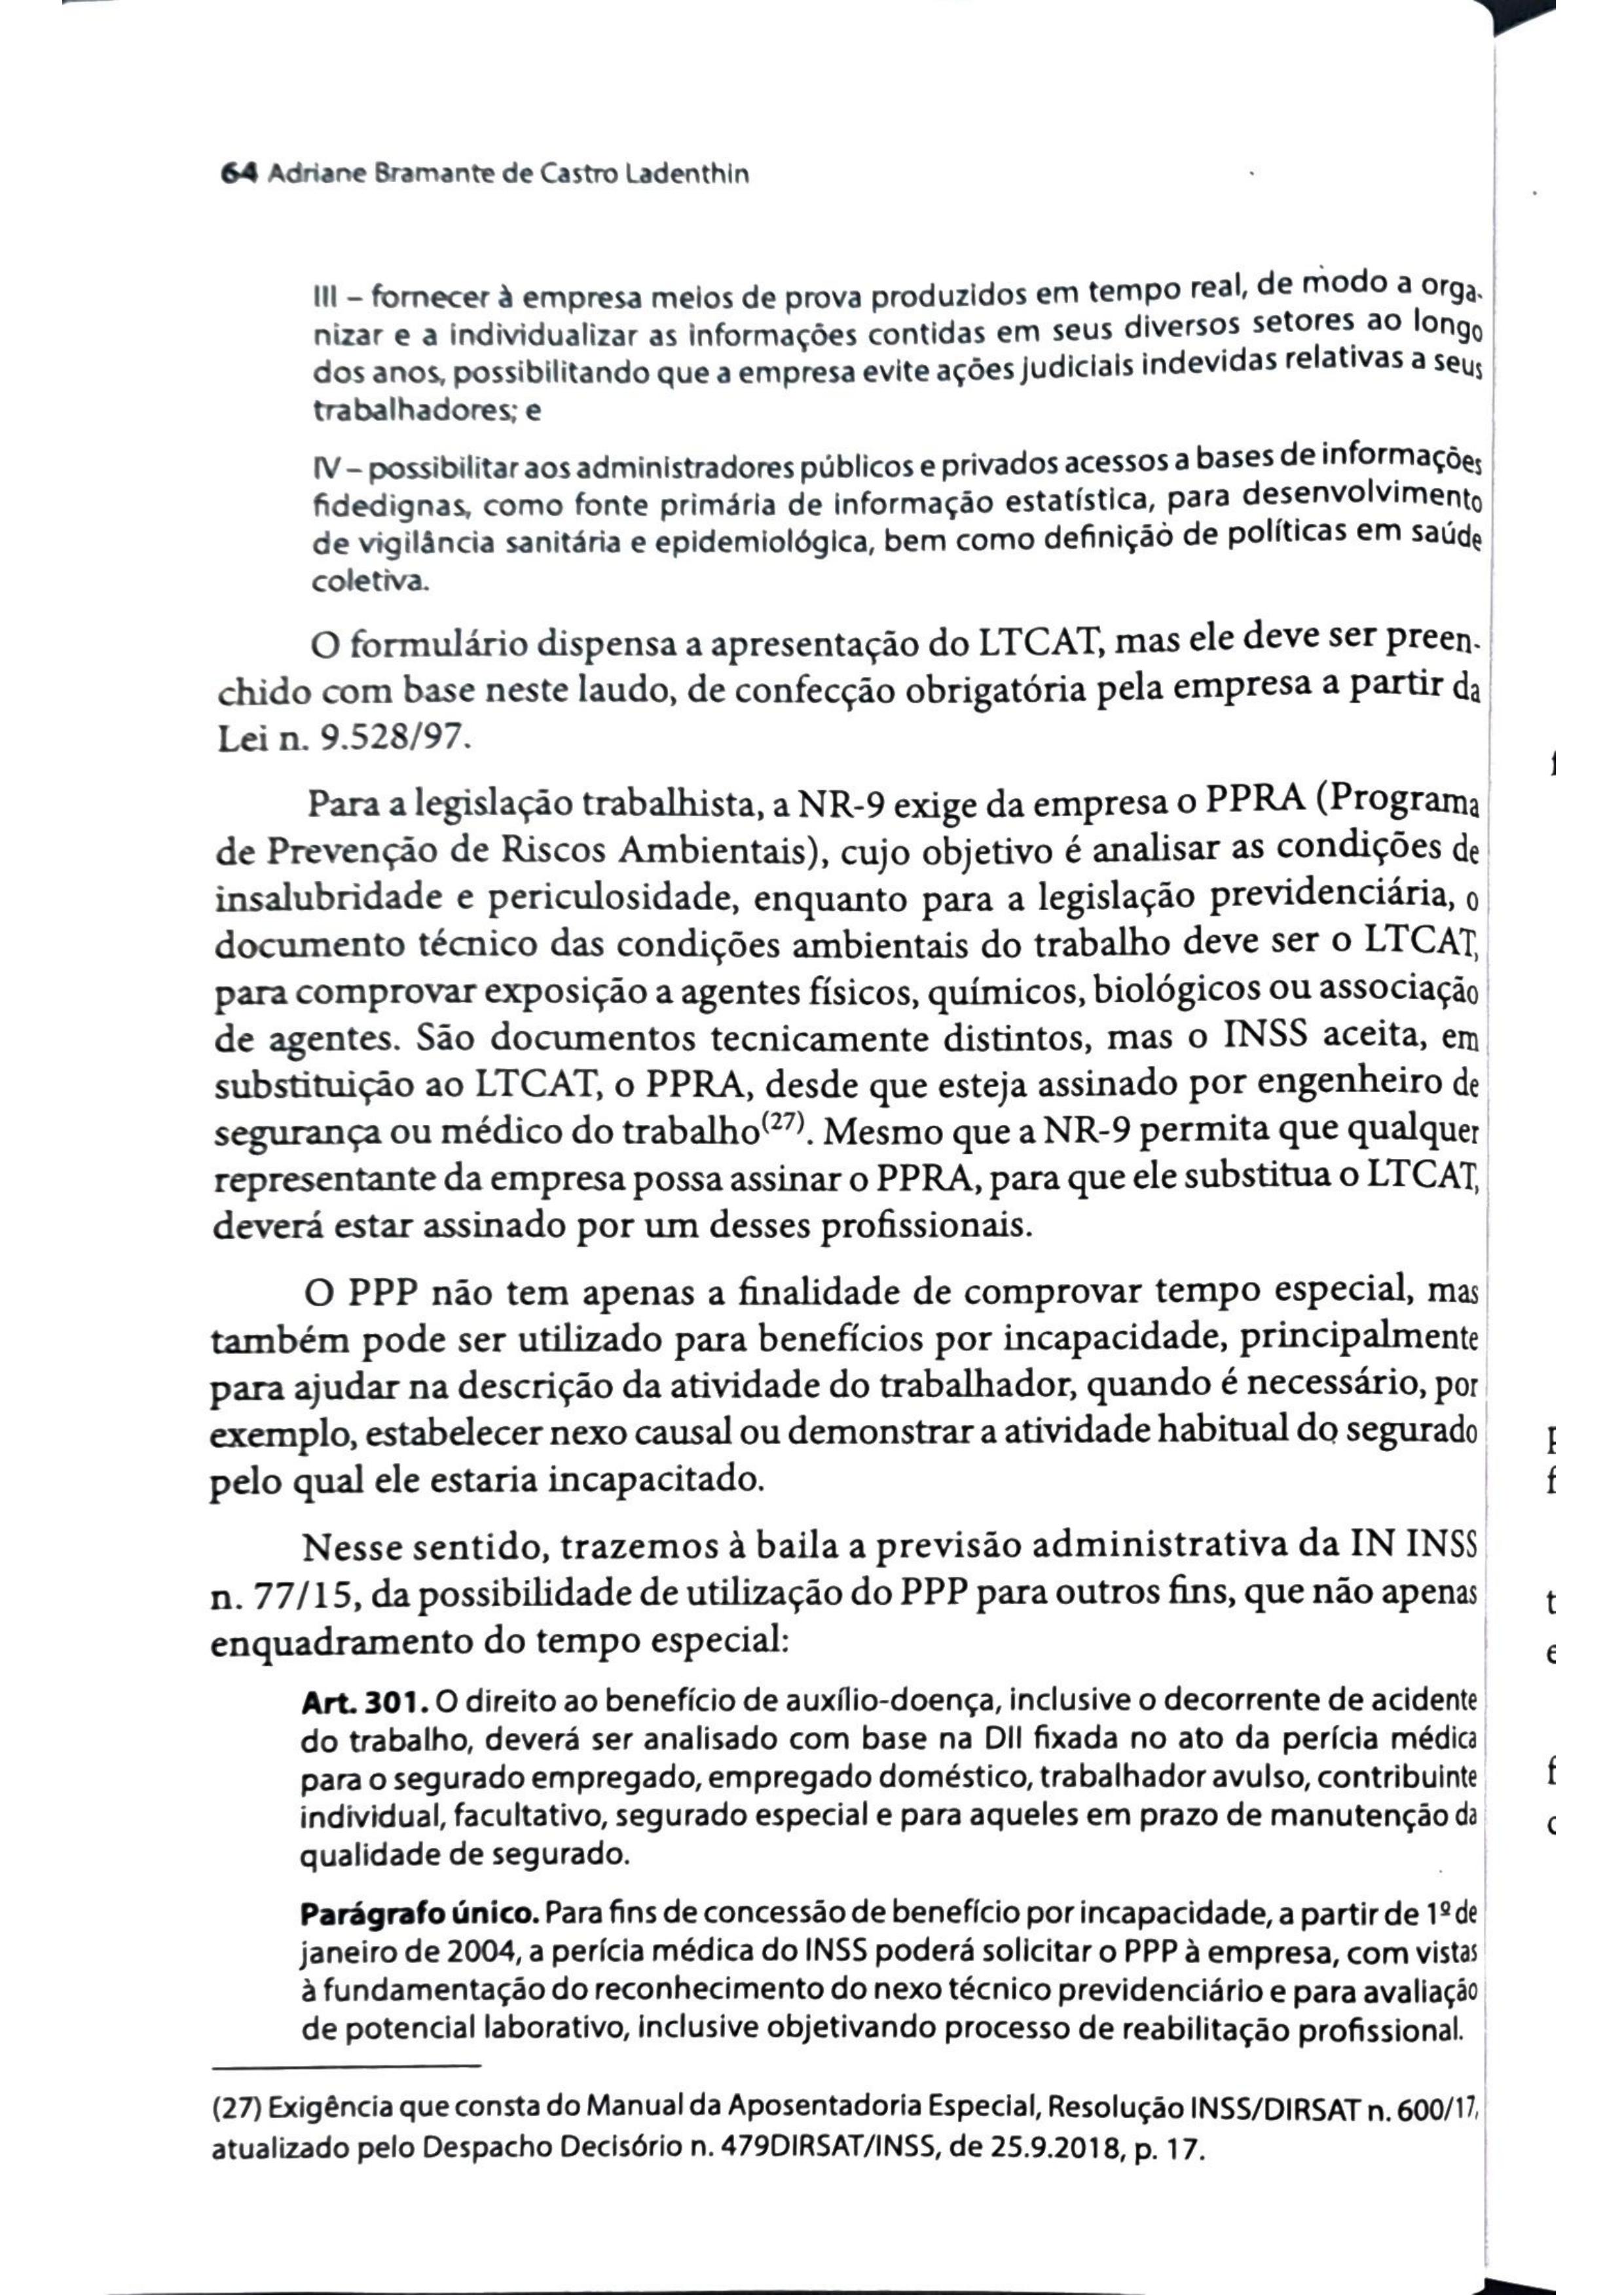 64 Adriane Bramante de Castro Ladenthin
III – fornecer à empresa meios de prova produzidos em tempo real, de modo a orga-
nizar e a individualizar as informações contidas em seus diversos setores ao longo
dos anos, possibilitando que a empresa evite ações judiciais indevidas relativas a seus
trabalhadores; e
IV – possibilitar aos administradores públicos e privados acessos a bases de informações
fidedignas, como fonte primária de informação estatística, para desenvolvimento
de vigilância sanitária e epidemiológica, bem como definição de políticas em saúde
coletiva.
O formulário dispensa a apresentação do LTCAT, mas ele deve ser preen-
chido com base neste laudo, de confecção obrigatória pela empresa a partir da
Lei n. 9.528/97.
Para a legislação trabalhista, a NR-9 exige da empresa o PPRA (Programa
de Prevenção de Riscos Ambientais), cujo objetivo é analisar as condições de
insalubridade e periculosidade, enquanto para a legislação previdenciária, o
documento técnico das condições ambientais do trabalho deve ser o LTCAT,
para comprovar exposição a agentes físicos, químicos, biológicos ou associação
de agentes. São documentos tecnicamente distintos, mas o INSS aceita, em
substituição ao LTCAT, o PPRA, desde que esteja assinado por engenheiro de
segurança ou médico do trabalho(27). Mesmo que a NR-9 permita que qualquer
representante da empresa possa assinar o PPRA, para que ele substitua o LTCAT,
deverá estar assinado por um desses profissionais.
O PPP não tem apenas a finalidade de comprovar tempo especial, mas
também pode ser utilizado para benefícios por incapacidade, principalmente
para ajudar na descrição da atividade do trabalhador, quando é necessário, por
exemplo, estabelecer nexo causal ou demonstrar a atividade habitual do segurado
pelo qual ele estaria incapacitado.
Nesse sentido, trazemos à baila a previsão administrativa da IN INSS
n. 77/15, da possibilidade de utilização do PPP para outros fins, que não apenas
enquadramento do tempo especial:
Art. 301. O direito ao benefício de auxílio-doença, inclusive o decorrente de acidente
do trabalho, deverá ser analisado com base na DII fixada no ato da perícia médica
para o segurado empregado, empregado doméstico, trabalhador avulso, contribuinte
individual, facultativo, segurado especial e para aqueles em prazo de manutenção da
qualidade de segurado.
Parágrafo único. Para fins de concessão de benefício por incapacidade, a partir de 1º de
janeiro de 2004, a perícia médica do INSS poderá solicitar o PPP à empresa, com vistas
à fundamentação do reconhecimento do nexo técnico previdenciário e para avaliação
de potencial laborativo, inclusive objetivando processo de reabilitação profissional.
(27) Exigência que consta do Manual da Aposentadoria Especial, Resolução INSS/DIRSAT n. 600/17,
atualizado pelo Despacho Decisório n. 479DIRSAT/INSS, de 25.9.2018, p. 17.